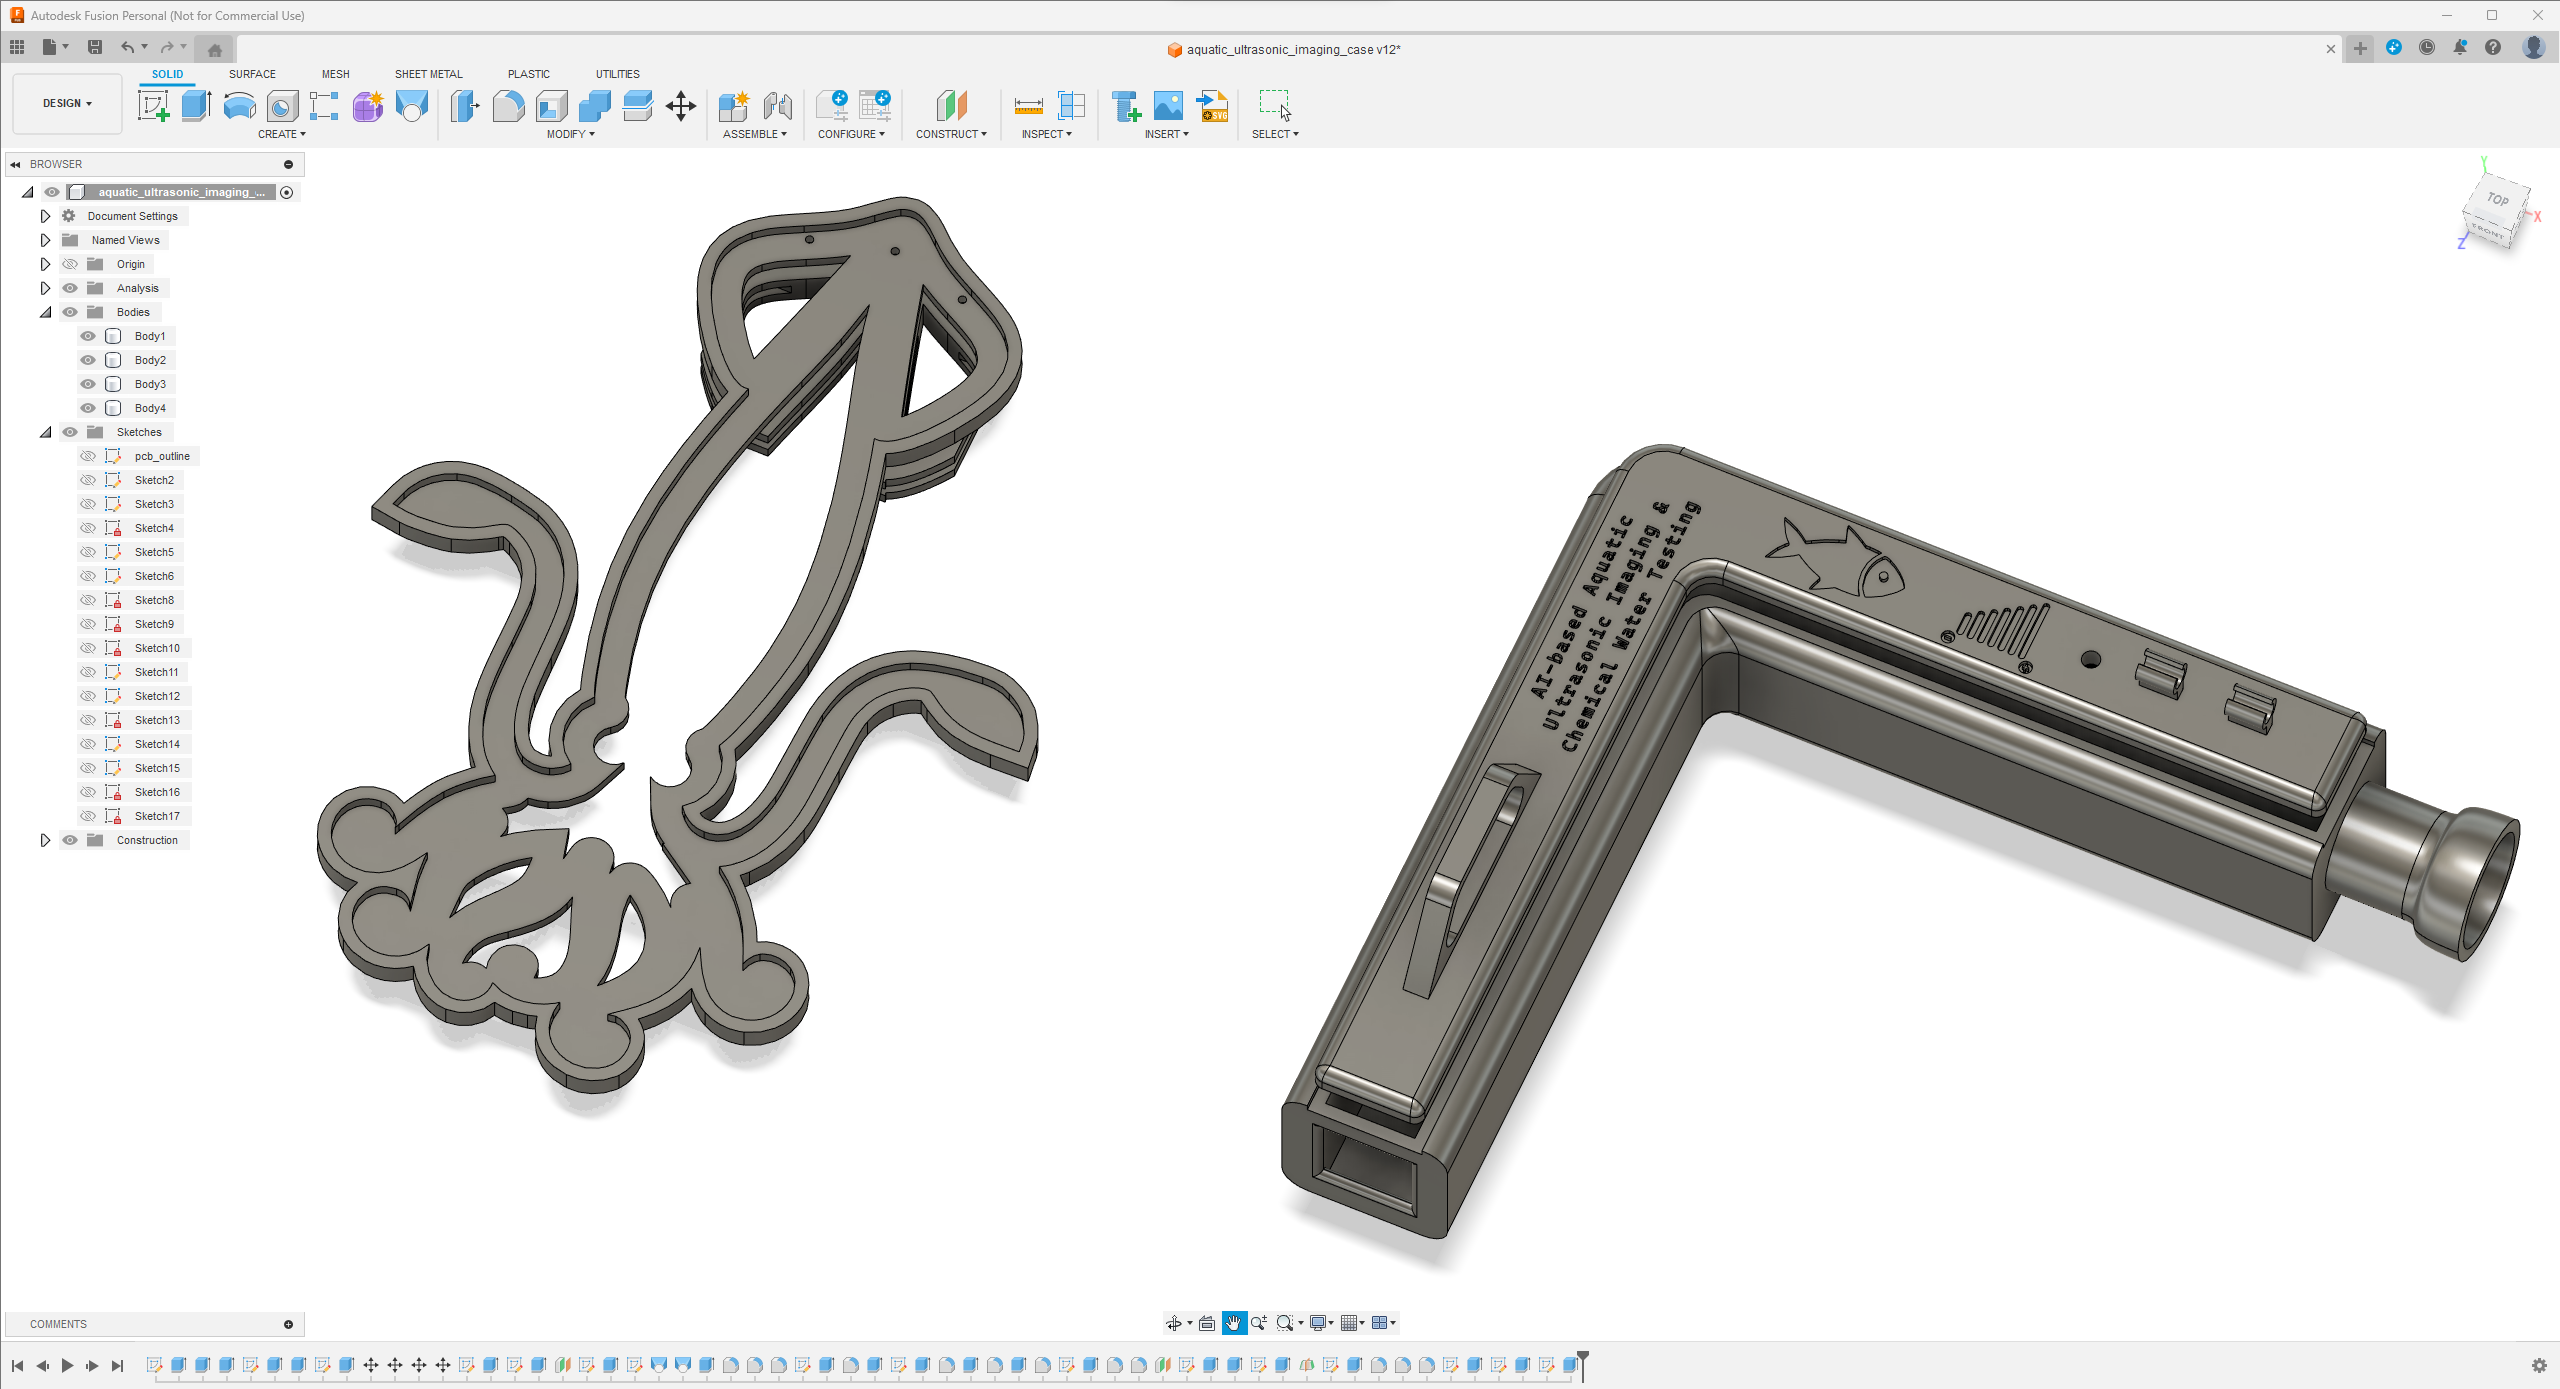 Autodesk Fusion Personal (Not for Commercial Use)
aquatic_ultrasonic_imaging_case v12*
SOLID
SURFACE
MESH
SHEET METAL
PLASTIC
UTILITIES
DESIGN
CREATE
MODIFY
ASSEMBLE
CONFIGURE
CONSTRUCT
INSPECT
INSERT
SELECT
SVG
BROWSER
aquatic_ultrasonic_imaging_...
Document Settings
Named Views
Origin
Analysis
Bodies
Body1
Body2
Body3
Body4
Sketches
pcb_outline
Sketch2
Sketch3
Sketch4
Sketch5
Sketch6
Sketch8
Sketch9
Sketch10
Sketch11
Sketch12
Sketch13
Sketch14
Sketch15
Sketch16
Sketch17
Construction
Y
TOP
X
FRONT
Z
AI-based Aquatic
Ultrasonic Imaging &
Chemical Water Testing
COMMENTS